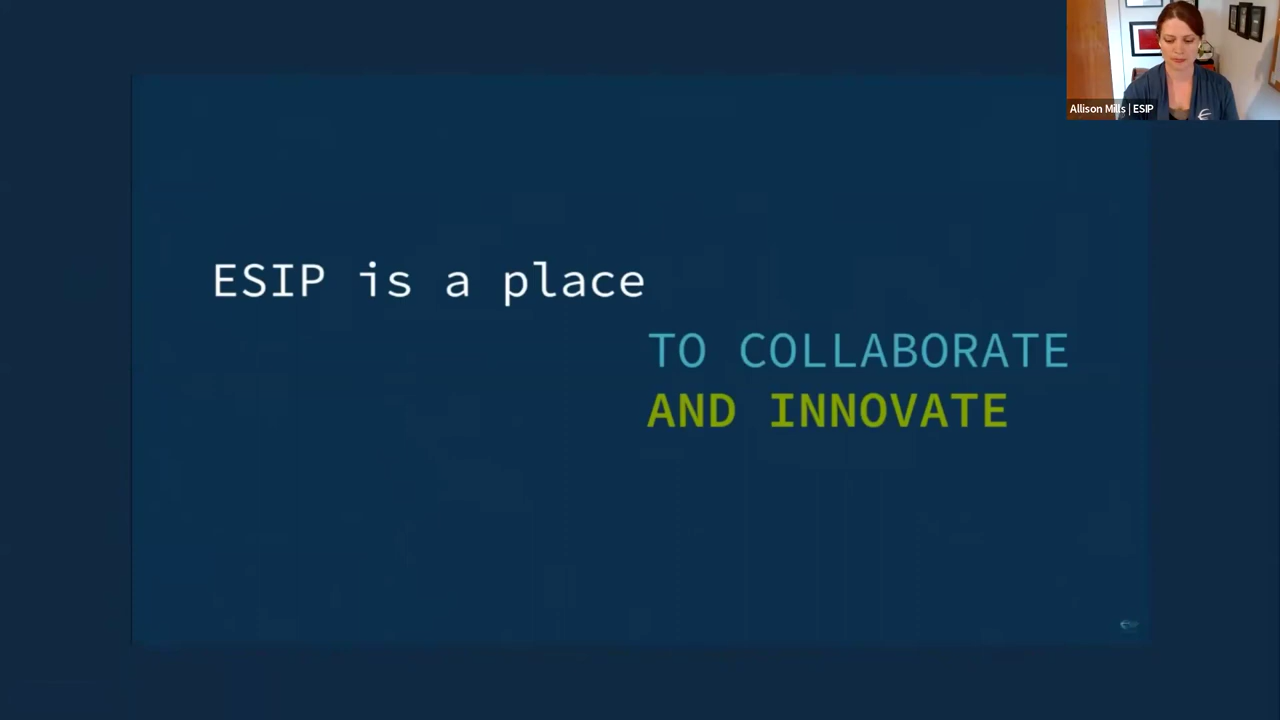 Allison Mills | ESIP
ESIP is a place
TO COLLABORATE
AND INNOVATE